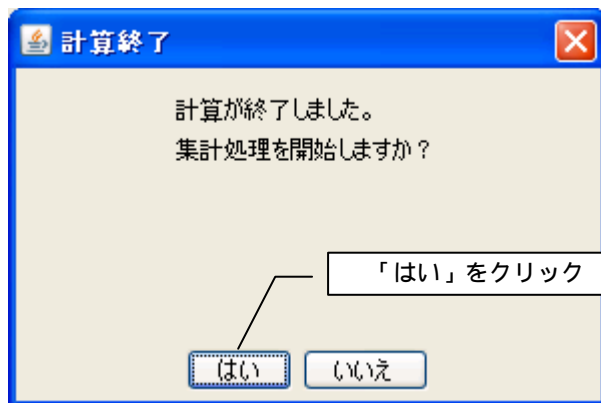 計算終了
計算が終了しました。
集計処理を開始しますか？
「はい」をクリック
はい
いいえ